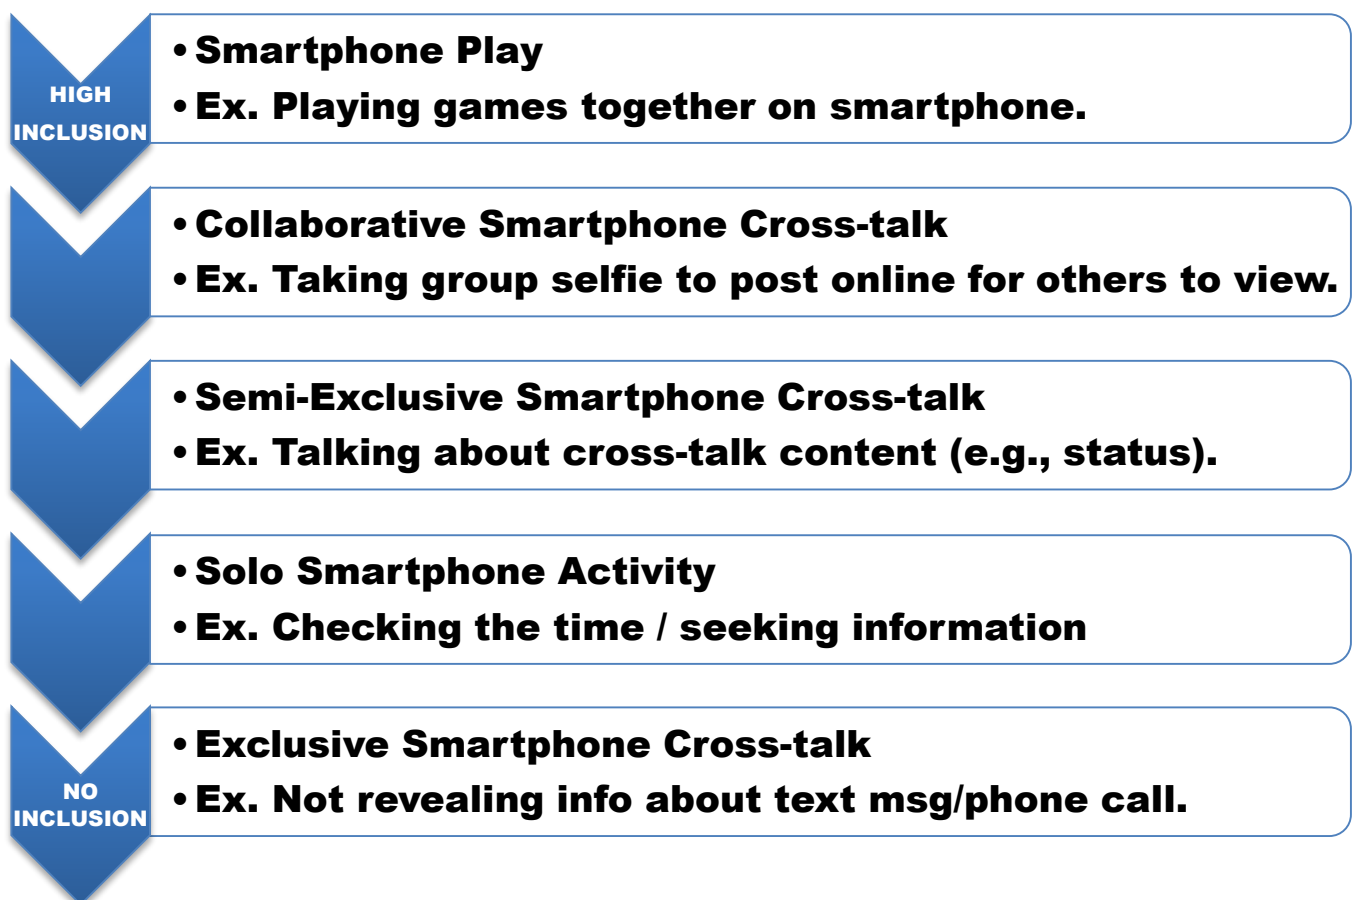 HIGH
INCLUSION
• Smartphone Play
• Ex. Playing games together on smartphone.
• Collaborative Smartphone Cross-talk
• Ex. Taking group selfie to post online for others to view.
• Semi-Exclusive Smartphone Cross-talk
• Ex. Talking about cross-talk content (e.g., status).
• Solo Smartphone Activity
• Ex. Checking the time / seeking information
NO
INCLUSION
• Exclusive Smartphone Cross-talk
• Ex. Not revealing info about text msg/phone call.